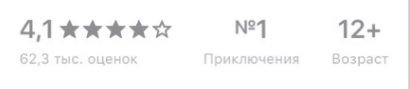 4,1★★★★☆ №1 12+
62,3 тыс. оценок Приключения Возраст